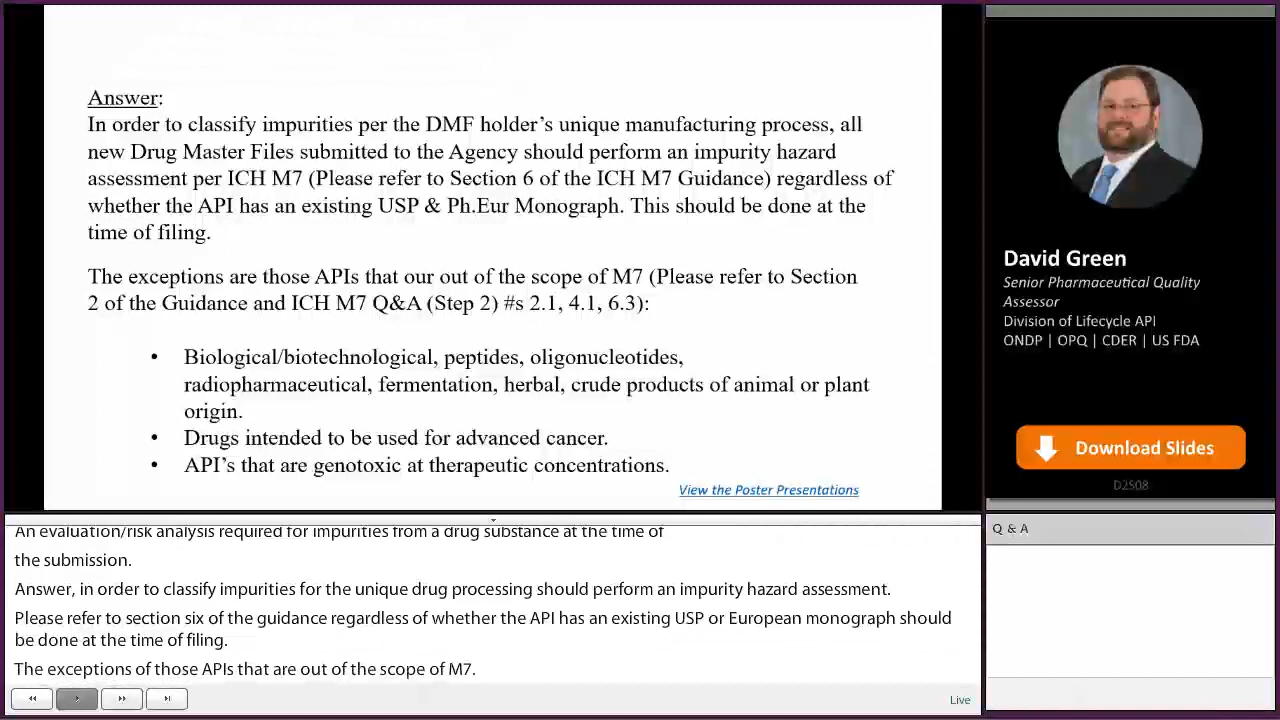 Answer:
In order to classify impurities per the DMF holder's unique manufacturing process, all
new Drug Master Files submitted to the Agency should perform an impurity hazard
assessment per ICH M7 (Please refer to Section 6 of the ICH M7 Guidance) regardless of
whether the API has an existing USP & Ph.Eur Monograph. This should be done at the
time of filing.
The exceptions are those APIs that our out of the scope of M7 (Please refer to Section
2 of the Guidance and ICH M7 Q&A (Step 2) #s 2.1, 4.1, 6.3):
• Biological/biotechnological, peptides, oligonucleotides,
radiopharmaceutical, fermentation, herbal, crude products of animal or plant
origin.
• Drugs intended to be used for advanced cancer.
• API's that are genotoxic at therapeutic concentrations.
View the Poster Presentations
David Green
Senior Pharmaceutical Quality
Assessor
Division of Lifecycle API
ONDP | OPQ | CDER | US FDA
Download Slides
D2S08
An evaluation/risk analysis required for impurities from a drug substance at the time of
the submission.
Answer, in order to classify impurities for the unique drug processing should perform an impurity hazard assessment.
Please refer to section six of the guidance regardless of whether the API has an existing USP or European monograph should
be done at the time of filing.
The exceptions of those APIs that are out of the scope of M7.
Live
Q & A